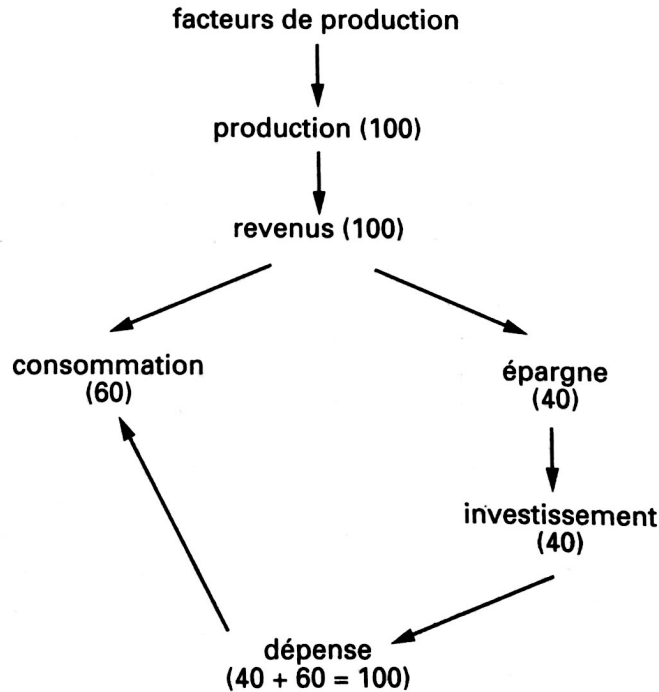 facteurs de production
production (100)
revenus (100)
consommation
(60)
épargne
(40)
investissement
(40)
dépense
(40 + 60 = 100)